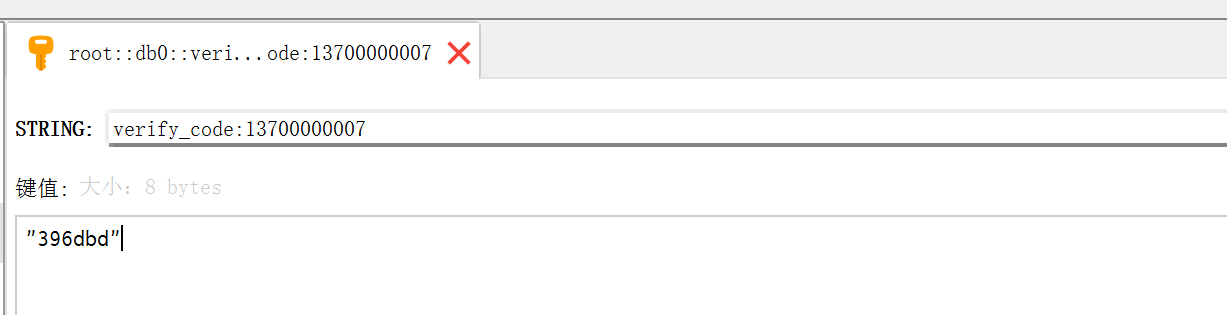 root::db0::veri...ode:13700000007
STRING: verify_code:13700000007
键值: 大小: 8 bytes
"396dbd"